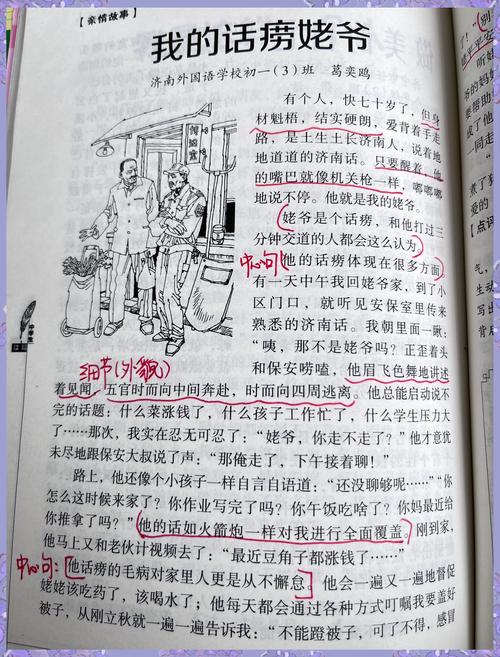 【亲情故事】
我的话痨姥爷
济南外国语学校初一(3)班 葛奕鸥
有个人,快七十岁了,但身
材魁梧,结实硬朗,爱背着手走
路,是土生土长济南人,说着地
地道道的济南话。只要醒着,他
的嘴巴就像机关枪一样,嘟嘟嘟
地说不停。他就是我的姥爷。
姥爷是个话痨,和他打过三
分钟交道的人都会这么认为。
中心句
他的话痨体现在很多方面。
有一天中午我回姥爷家,到了小
区门口,就听见安保室里传来
熟悉的济南话。我朝里面一瞅:
“咦,那不是姥爷吗?正歪着头
和保安唠嗑,他眉飞色舞地讲述
细节(外貌)
着见闻,五官时而向中间奔赴,时而向四周逃离。他总能启动说不
完的话题:什么菜涨钱了,什么孩子工作忙了,什么学生压力大
了……那次,我实在忍无可忍了:“姥爷,你走不走了?”他才意犹
未尽地跟保安大叔说了声:“那俺走了,下午接着聊!”
路上,他还像个孩子一样自言自语道:“还没聊够呢……”“你
怎么这时候来家了?你作业写完了吗?你午饭吃啥了?你妈最近给
你推拿了吗?”他的话如火箭炮一样对我进行全面覆盖。刚到家,
他马上又和老伙计视频去了:“最近豆角子都涨钱了……”
中心句:
他话痨的毛病对家里人更是从不懈怠。他会一遍又一遍地督促
姥姥该吃药了,该喝水了;他每天都会通过各种方式叮嘱我要盖好
被子,从刚立秋就一遍一遍告诉我:“不能蹬被子,可了不得,感冒